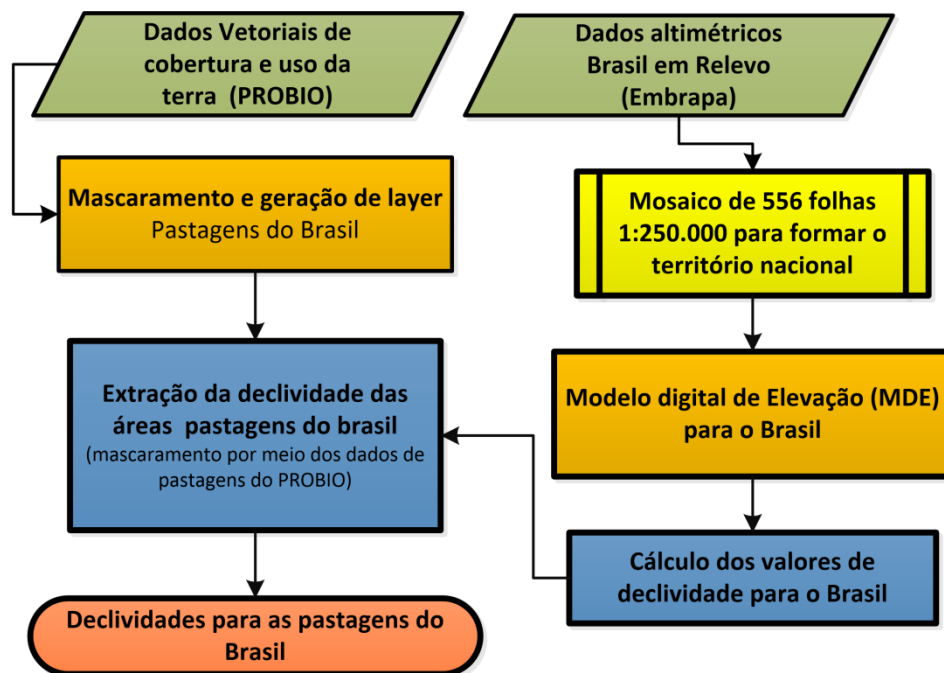 Dados Vetoriais de
cobertura e uso da
terra (PROBIO)
Dados altimétricos
Brasil em Relevo
(Embrapa)
Mascaramento e geração de layer
Pastagens do Brasil
Mosaico de 556 folhas
1:250.000 para formar o
território nacional
Extração da declividade das
áreas pastagens do brasil
(mascaramento por meio dos dados de
pastagens do PROBIO)
Modelo digital de Elevação (MDE)
para o Brasil
Cálculo dos valores de
declividade para o Brasil
Declividades para as pastagens do
Brasil